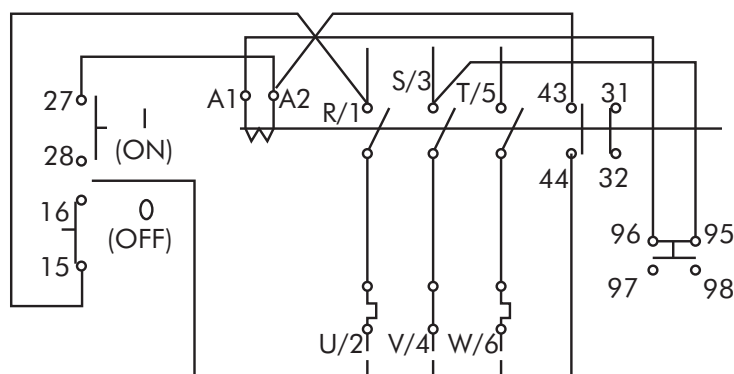 27
28
I
(ON)
16
15
0
(OFF)
A1
A2
R/1
S/3
T/5
43
31
44
32
96
95
97
98
U/2
V/4
W/6